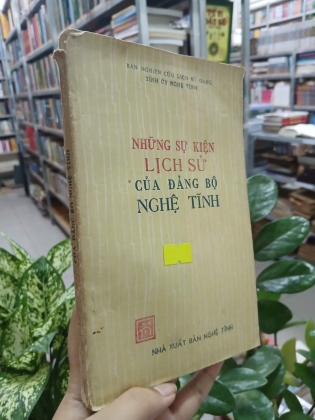 BAN NGHIÊN CỨU LỊCH SỬ ĐẢNG
TỈNH ỦY NGHỆ TĨNH
NHỮNG SỰ KIỆN
LỊCH SỬ
CỦA ĐẢNG BỘ
NGHỆ TĨNH
NHÀ XUẤT BẢN NGHỆ TĨNH